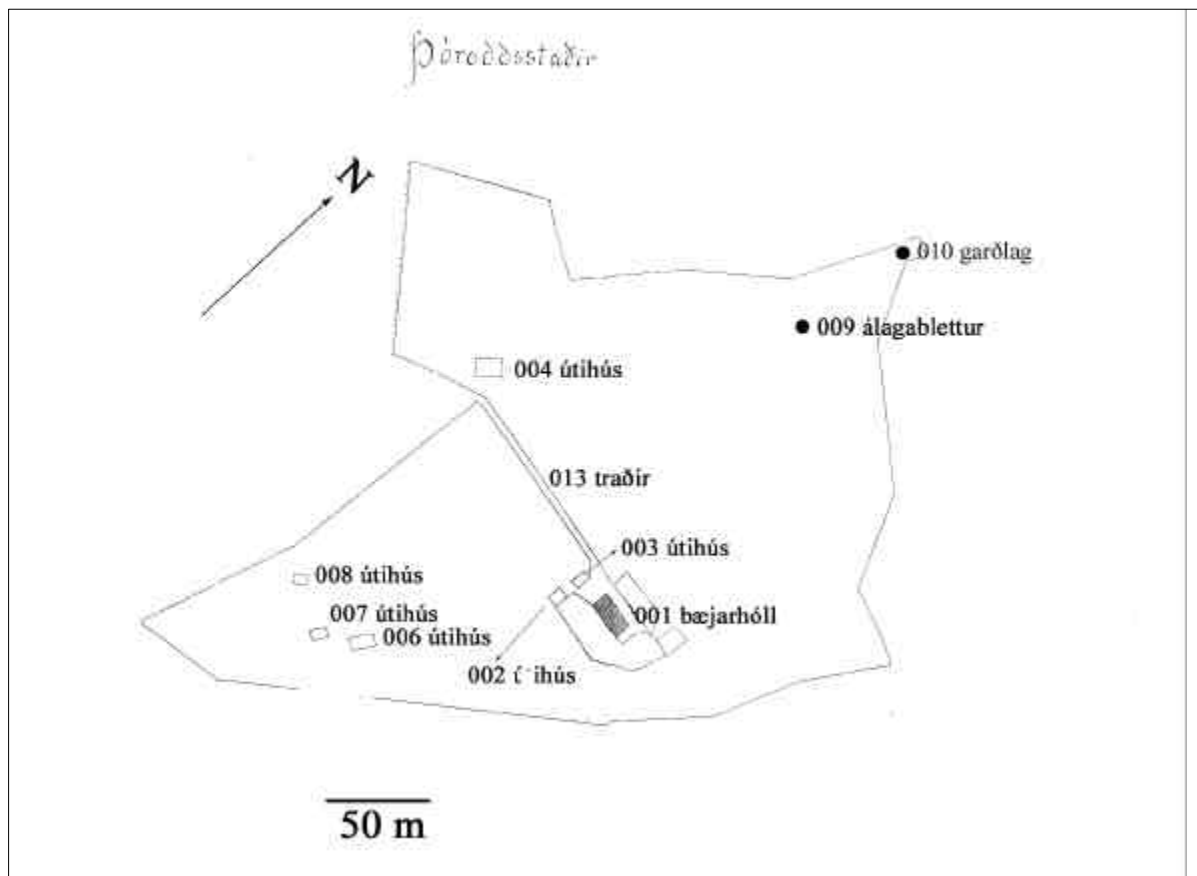 Þóroddsstaðir
N
010 garðlag
009 álagablettur
004 útihús
013 traðir
003 útihús
008 útihús
001 bæjarhóll
007 útihús
006 útihús
002
50 m